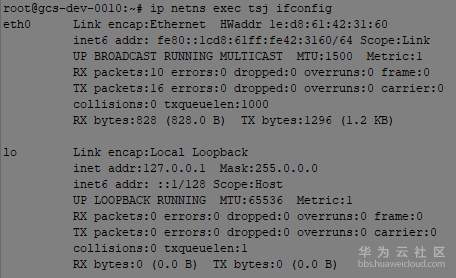 root@gcs-dev-0010:~# ip netns exec tsj ifconfig
eth0 Link encap:Ethernet HWaddr 1e:d8:61:42:31:60
inet6 addr: fe80::1cd8:61ff:fe42:3160/64 Scope:Link
UP BROADCAST RUNNING MULTICAST MTU:1500 Metric:1
RX packets:10 errors:0 dropped:0 overruns:0 frame:0
TX packets:16 errors:0 dropped:0 overruns:0 carrier:0
collisions:0 txqueuelen:1000
RX bytes:828 (828.0 B) TX bytes:1296 (1.2 KB)
lo Link encap:Local Loopback
inet addr:127.0.0.1 Mask:255.0.0.0
inet6 addr: ::1/128 Scope:Host
UP LOOPBACK RUNNING MTU:65536 Metric:1
RX packets:0 errors:0 dropped:0 overruns:0 frame:0
TX packets:0 errors:0 dropped:0 overruns:0 carrier:0
collisions:0 txqueuelen:1
RX bytes:0 (0.0 B) TX bytes:0 (0.0 B)
华为云社区
bbs.huaweicloud.com